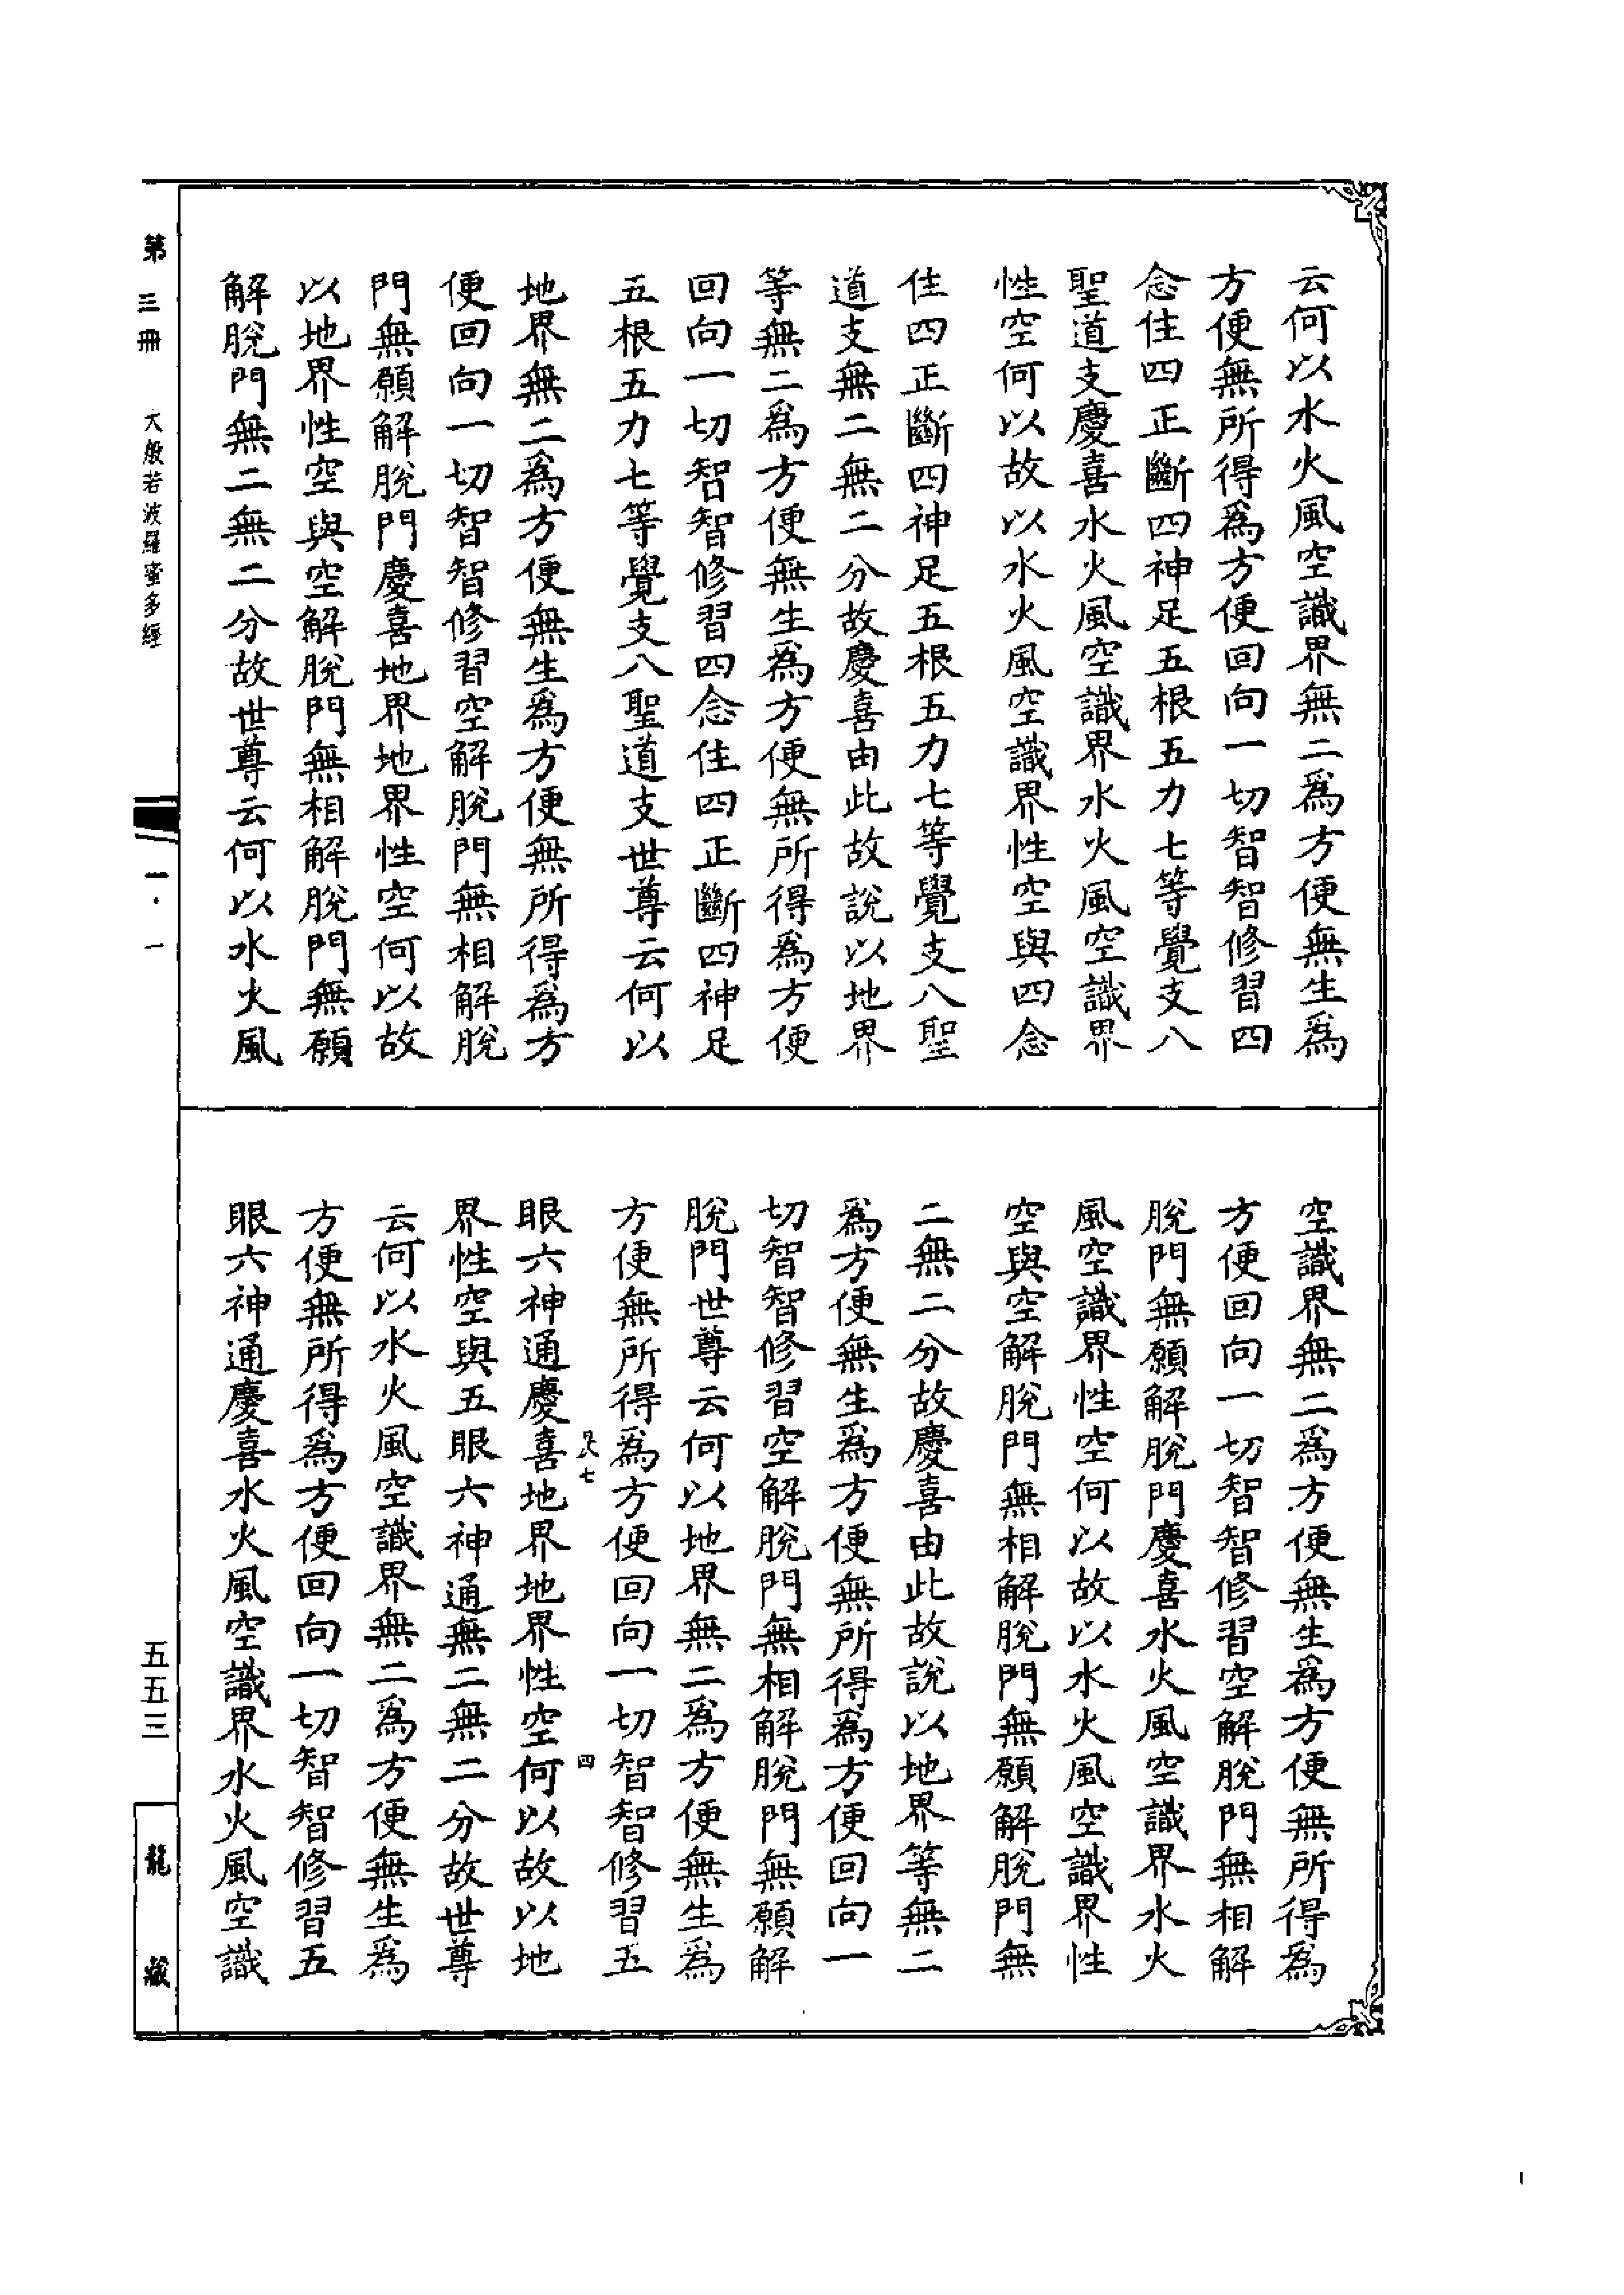 云何以水火風空識界無二爲方便無生爲
方便無所得爲方便回向一切智智修習四
念住四正斷四神足五根五力七等覺支八
聖道支慶喜水火風空識界水火風空識界
性空何以故以水火風空識界性空與四念
住四正斷四神足五根五力七等覺支八聖
道支無二無二分故慶喜由此故說以地界
等無二爲方便無生爲方便無所得爲方便
回向一切智智修習四念住四正斷四神足
五根五力七等覺支八聖道支世尊云何以
地界無二爲方便無生爲方便無所得爲方
便回向一切智智修習空解脫門無相解脫
門無願解脫門慶喜地界地界性空何以故
以地界性空與空解脫門無相解脫門無願
解脫門無二無二分故世尊云何以水火風
空識界無二爲方便無生爲方便無所得爲
方便回向一切智智修習空解脫門無相解
脫門無願解脫門慶喜水火風空識界水火
風空識界性空何以故以水火風空識界性
空與空解脫門無相解脫門無願解脫門無
二無二分故慶喜由此故說以地界等無二
爲方便無生爲方便無所得爲方便回向一
切智智修習空解脫門無相解脫門無願解
脫門世尊云何以地界無二爲方便無生爲
方便無所得爲方便回向一切智智修習五
七 四
眼六神通慶喜地界地界性空何以故以地
界性空與五眼六神通無二無二分故世尊
云何以水火風空識界無二爲方便無生爲
方便無所得爲方便回向一切智智修習五
眼六神通慶喜水火風空識界水火風空識
第三冊 大般若波羅蜜多經 一·一 五五三 龍藏